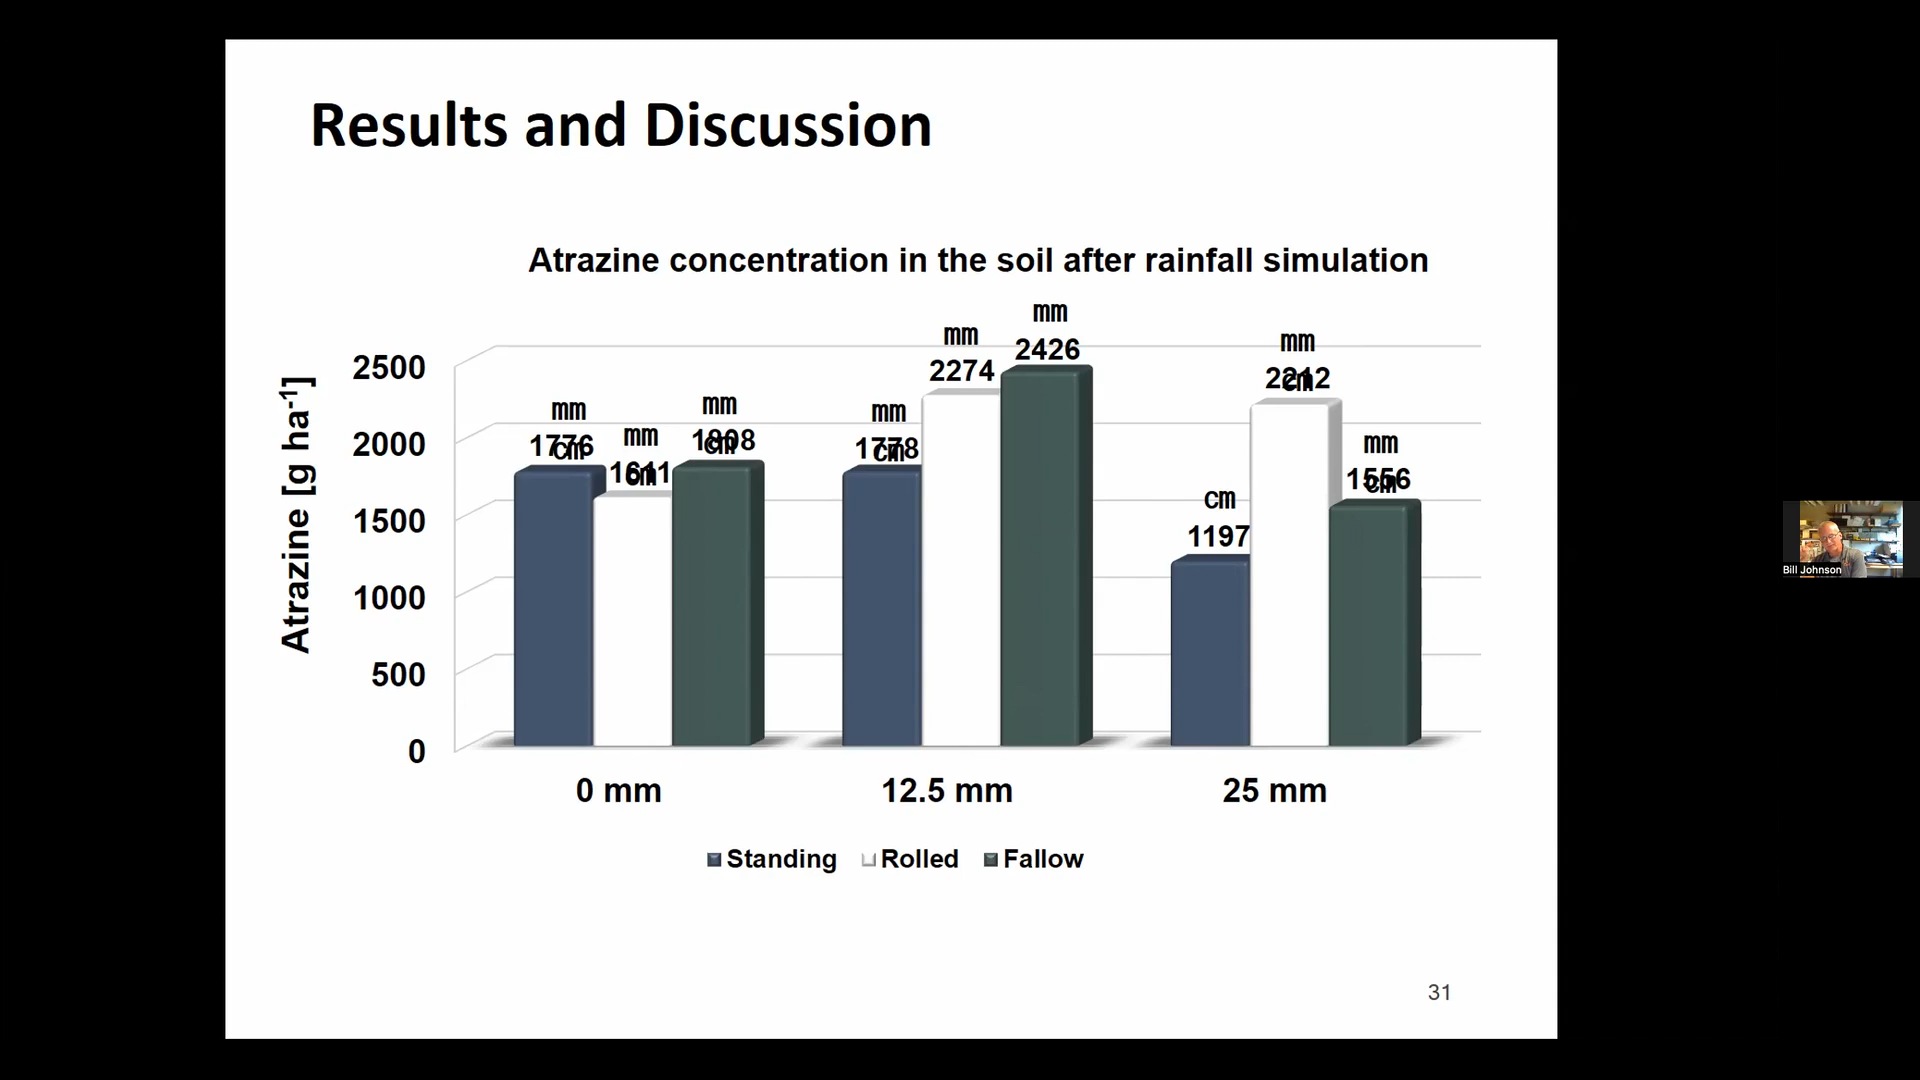 Results and Discussion
Atrazine concentration in the soil after rainfall simulation
Atrazine [g ha-1]
2500
2000
1500
1000
500
0
mm
1776
cm
mm
1611
cm
mm
1808
cm
mm
1778
cm
mm
2274
mm
2426
cm
1197
mm
2212
cm
mm
1556
cm
0 mm
12.5 mm
25 mm
Standing Rolled Fallow
31
Bill Johnson